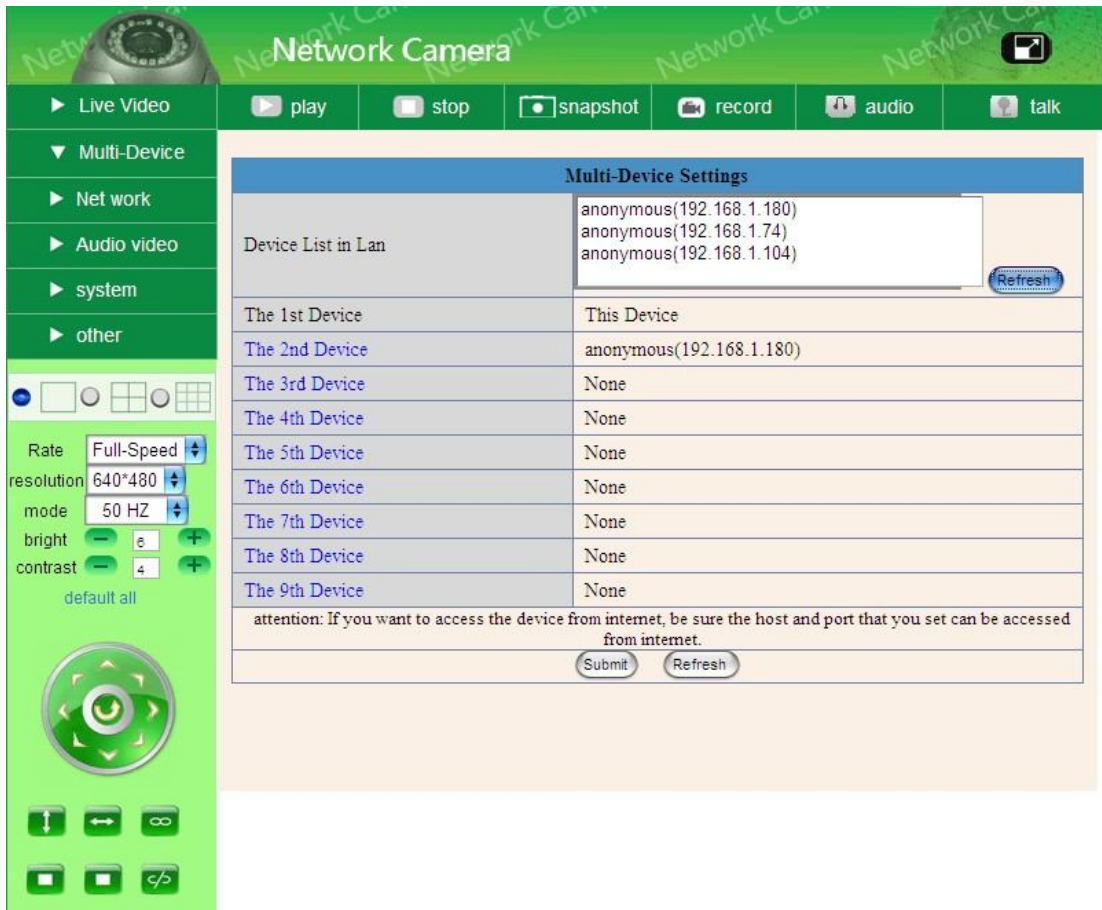 Network Camera
Live Video
play
stop
snapshot
record
audio
talk
Multi-Device
Net work
Audio video
system
other
Multi-Device Settings
Device List in Lan
anonymous(192.168.1.180)
anonymous(192.168.1.74)
anonymous(192.168.1.104)
Refresh
The 1st Device This Device
The 2nd Device anonymous(192.168.1.180)
The 3rd Device None
The 4th Device None
The 5th Device None
The 6th Device None
The 7th Device None
The 8th Device None
The 9th Device None
attention: If you want to access the device from internet, be sure the host and port that you set can be accessed
from internet.
Submit Refresh
Rate Full-Speed
resolution 640*480
mode 50 HZ
bright 6
contrast 4
default all